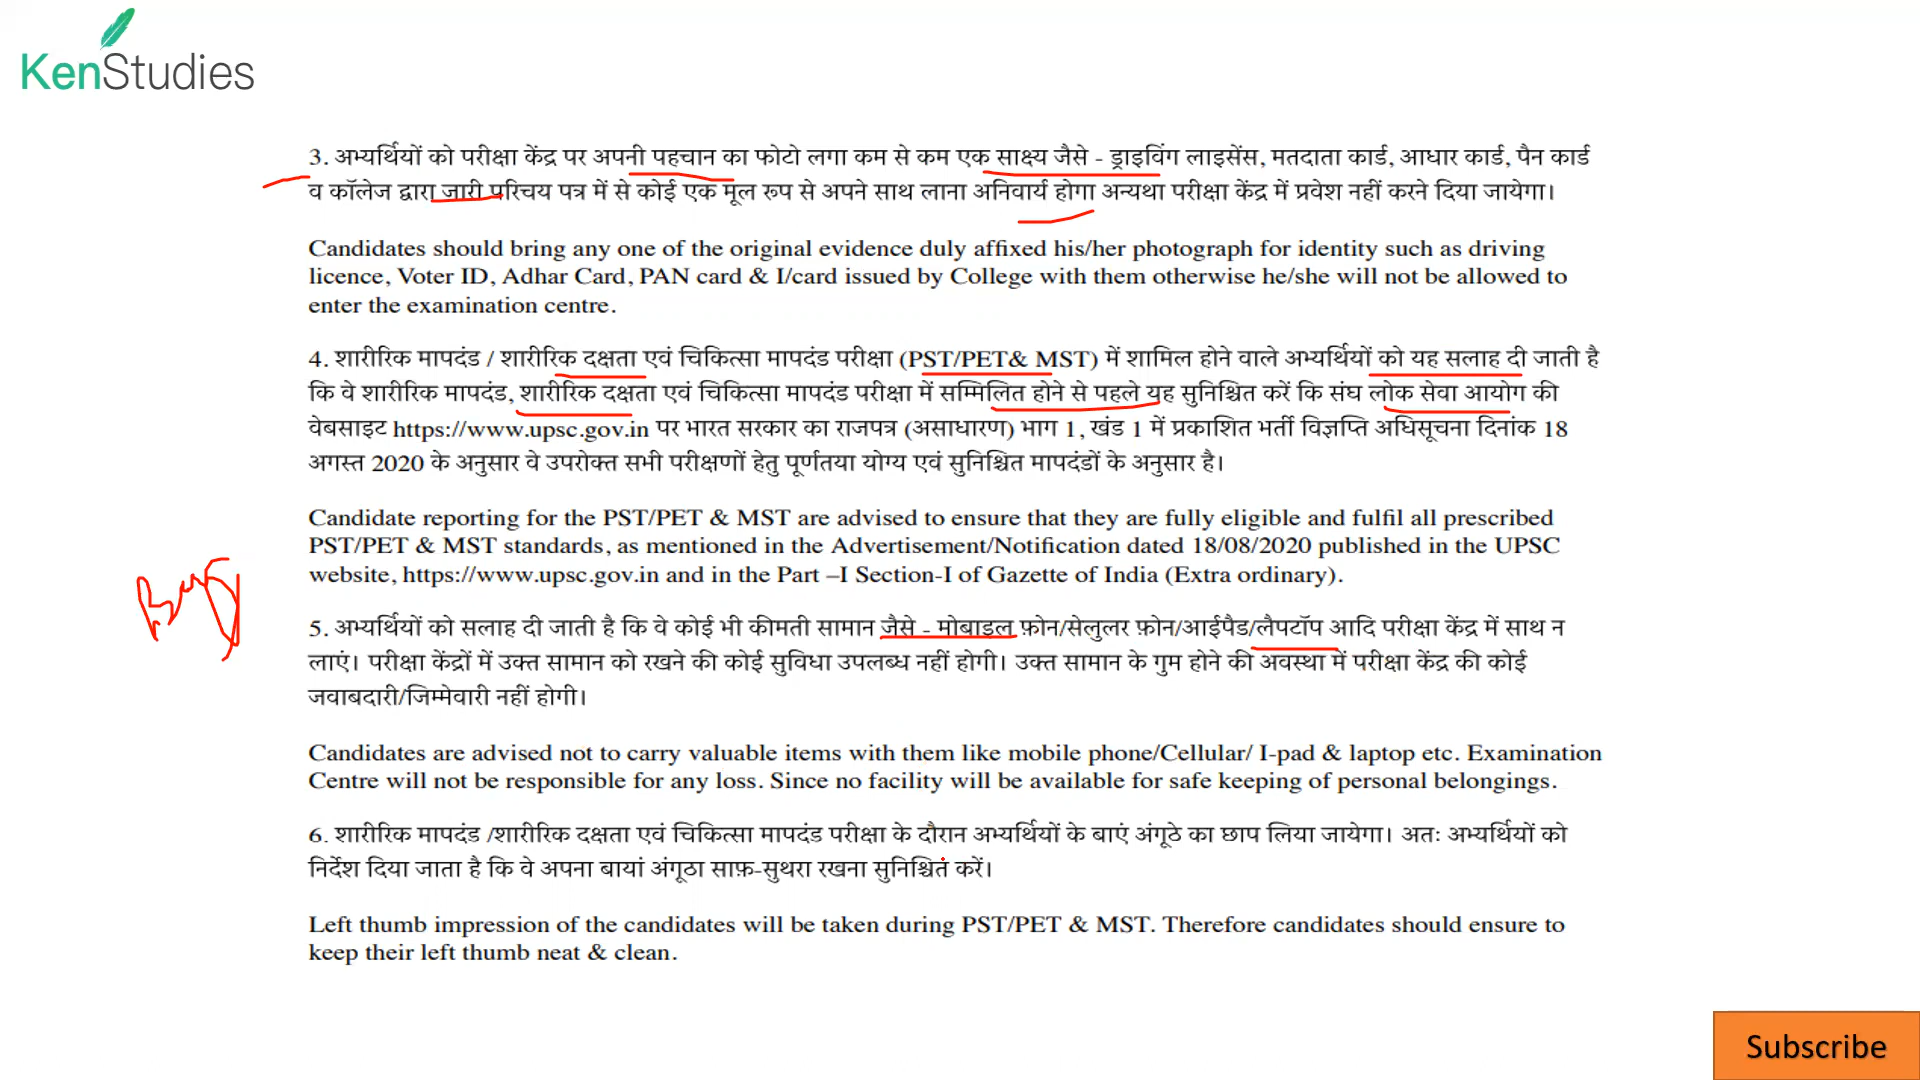 KenStudies
3. अभ्यर्थियों को परीक्षा केंद्र पर अपनी पहचान का फोटो लगा कम से कम एक साक्ष्य जैसे - ड्राइविंग लाइसेंस, मतदाता कार्ड, आधार कार्ड, पैन कार्ड
व कॉलेज द्वारा जारी परिचय पत्र में से कोई एक मूल रुप से अपने साथ लाना अनिवार्य होगा अन्यथा परीक्षा केंद्र में प्रवेश नहीं करने दिया जायेगा।
Candidates should bring any one of the original evidence duly affixed his/her photograph for identity such as driving
licence, Voter ID, Adhar Card, PAN card & I/card issued by College with them otherwise he/she will not be allowed to
enter the examination centre.
4. शारीरिक मापदंड / शारीरिक दक्षता एवं चिकित्सा मापदंड परीक्षा (PST/PET& MST) में शामिल होने वाले अभ्यर्थियों को यह सलाह दी जाती है
कि वे शारीरिक मापदंड, शारीरिक दक्षता एवं चिकित्सा मापदंड परीक्षा में सम्मिलित होने से पहले यह सुनिश्चित करें कि संघ लोक सेवा आयोग की
वेबसाइट https://www.upsc.gov.in पर भारत सरकार का राजपत्र (असाधारण) भाग 1, खंड 1 में प्रकाशित भर्ती विज्ञप्ति अधिसूचना दिनांक 18
अगस्त 2020 के अनुसार वे उपरोक्त सभी परीक्षणों हेतु पूर्णतया योग्य एवं सुनिश्चित मापदंडों के अनुसार है।
Candidate reporting for the PST/PET & MST are advised to ensure that they are fully eligible and fulfil all prescribed
PST/PET & MST standards, as mentioned in the Advertisement/Notification dated 18/08/2020 published in the UPSC
website, https://www.upsc.gov.in and in the Part –I Section-I of Gazette of India (Extra ordinary).
5. अभ्यर्थियों को सलाह दी जाती है कि वे कोई भी कीमती सामान जैसे - मोबाइल फ़ोन/सेलुलर फ़ोन/आईपैड/लैपटॉप आदि परीक्षा केंद्र में साथ न
लाएं। परीक्षा केंद्रों में उक्त सामान को रखने की कोई सुविधा उपलब्ध नहीं होगी। उक्त सामान के गुम होने की अवस्था में परीक्षा केंद्र की कोई
जवाबदारी/जिम्मेवारी नहीं होगी।
Candidates are advised not to carry valuable items with them like mobile phone/Cellular/ I-pad & laptop etc. Examination
Centre will not be responsible for any loss. Since no facility will be available for safe keeping of personal belongings.
6. शारीरिक मापदंड /शारीरिक दक्षता एवं चिकित्सा मापदंड परीक्षा के दौरान अभ्यर्थियों के बाएं अंगूठे का छाप लिया जायेगा। अतः अभ्यर्थियों को
निर्देश दिया जाता है कि वे अपना बायां अंगूठा साफ़-सुथरा रखना सुनिश्चित करें।
Left thumb impression of the candidates will be taken during PST/PET & MST. Therefore candidates should ensure to
keep their left thumb neat & clean.
Subscribe